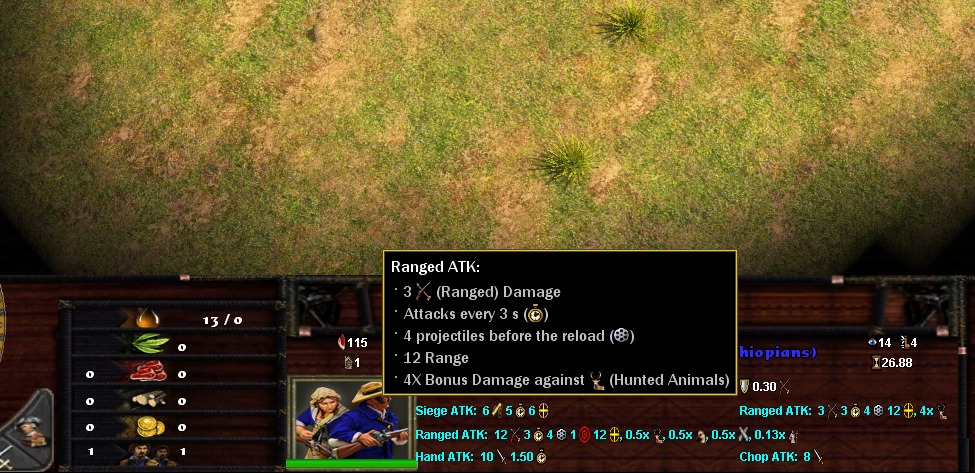 Ranged ATK:
· 3 (Ranged) Damage
· Attacks every 3 s ( )
· 4 projectiles before the reload ( )
· 12 Range
· 4X Bonus Damage against (Hunted Animals)
13 / 0
0
0 0
0 0
0 0
1 1
115
1
hiopians)
14 4
26.88
0.30
Siege ATK: 6 5 6
Ranged ATK: 3 3 4 12 , 4x
Ranged ATK: 12 3 4 1 12 , 0.5x , 0.5x , 0.5x , 0.13x
Hand ATK: 10 1.50
Chop ATK: 8